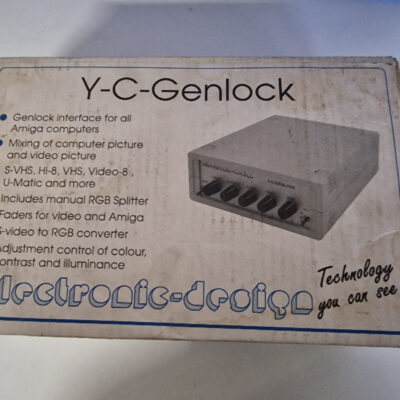 Y-C-Genlock
Genlock interface for all
Amiga computers
Mixing of computer picture
and video picture
S-VHS, Hi-8, VHS, Video-8,
U-Matic and more
Includes manual RGB Splitter
Faders for video and Amiga
S-video to RGB converter
Adjustment control of colour,
contrast and illuminance
electronic-design
Technology
you can see